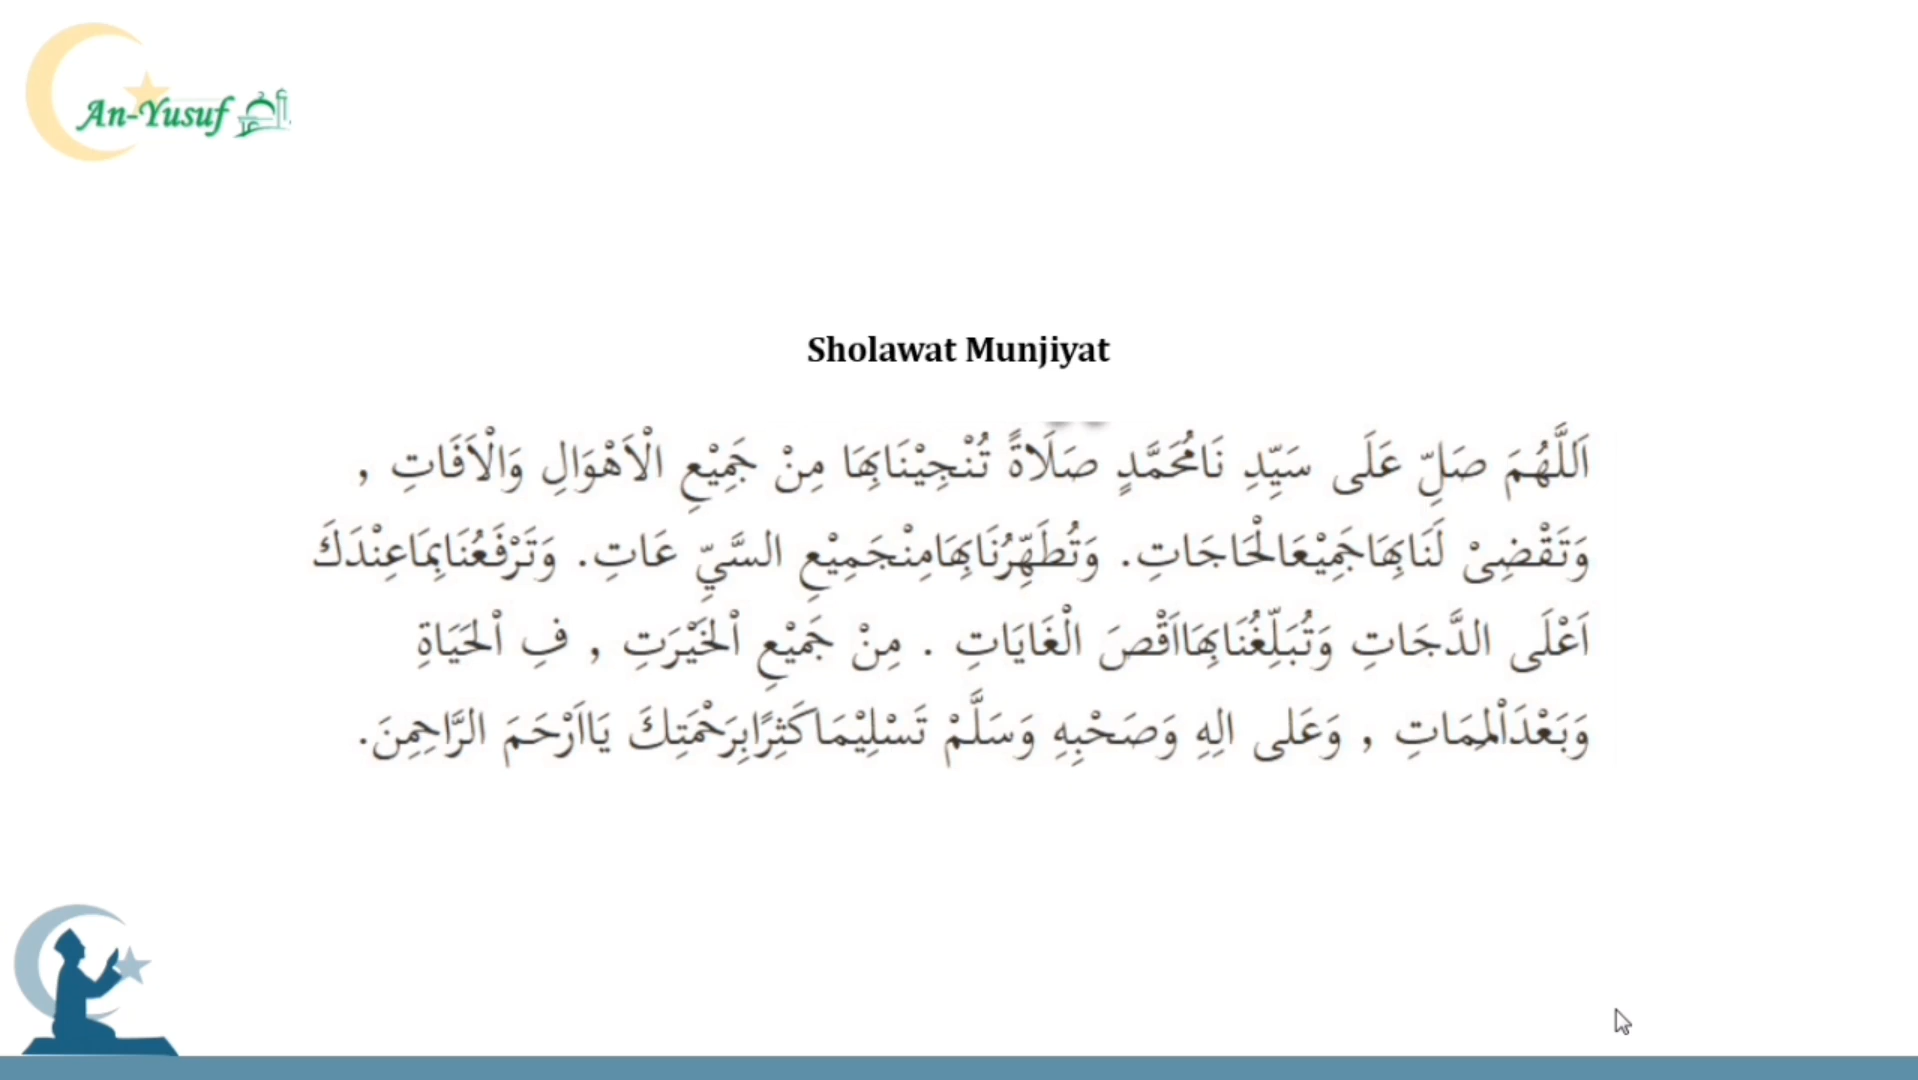 An-Yusuf
Sholawat Munjiyat
اَللَّهُمَ صَلِّ عَلَى سَيِّدِ نَامُحَمَّدٍ صَلَاةً تُنْجِيْنَابِهَا مِنْ جَمِيْعِ الْاَهْوَالِ وَالْاَفَاتِ ,
وَتَقْضِىْ لَنَابِهَاجَمِيْعَالْحَاجَاتِ. وَتُطَهِّرُنَابِهَامِنْجَمِيْعِ السَّيِّ عَاتِ. وَتَرْفَعُنَابِمَاعِنْدَكَ
اَعْلَى الدَّجَاتِ وَتُبَلِّغُنَابِهَااَقْصَ الْغَايَاتِ . مِنْ جَمِيْعِ اْلخَيْرَتِ , فِ اْلحَيَاةِ
وَبَعْدَاْلمِمَاتِ , وَعَلى الِهِ وَصَحْبِهِ وَسَلَّمْ تَسْلِيْمَاكَثِرًابِرَحْمَتِكَ يَااَرْحَمَ الرَّاحِمِنَ.